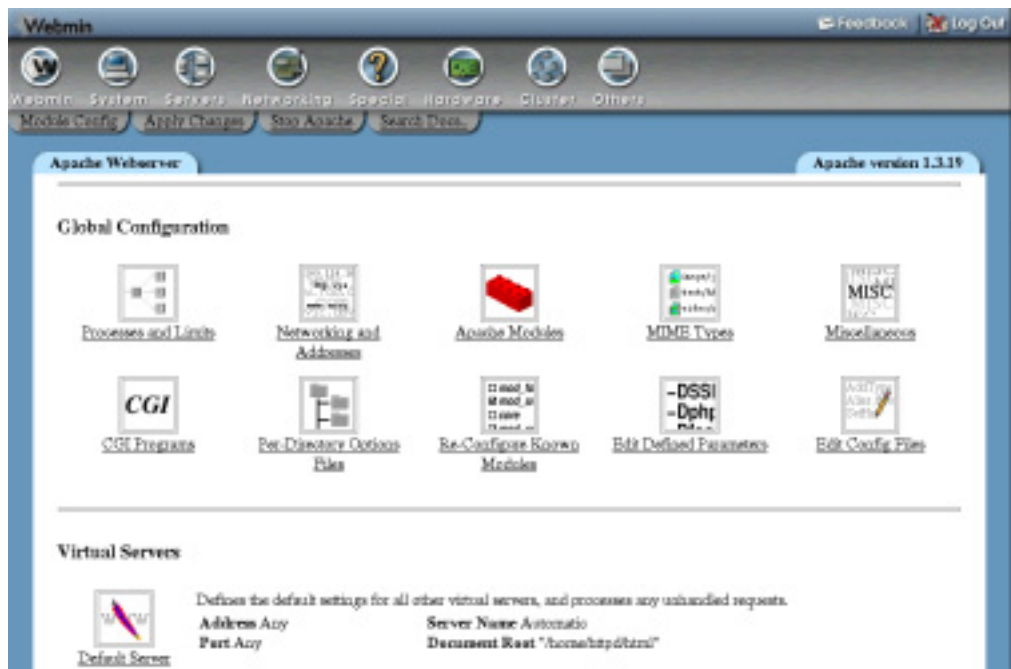 Webmin
Feedback Log Out
Webmin System Servers Networking Special Hardware Cluster Others
Module Config Apply Changes Stop Apache Search Docs..
Apache Webserver Apache version 1.3.19
Global Configuration
Processes and Limits
Networking and Addresses
Apache Modules
MIME Types
MISC
Miscellaneous
CGI
CGI Programs
Per-Directory Options Files
Re-Configure Known Modules
-DSSL
Edit Defined Parameters
Edit Config Files
Virtual Servers
Defines the default settings for all other virtual servers, and processes any unhandled requests.
Address Any Server Name Automatic
Port Any Document Root "/home/httpd/html"
Default Server